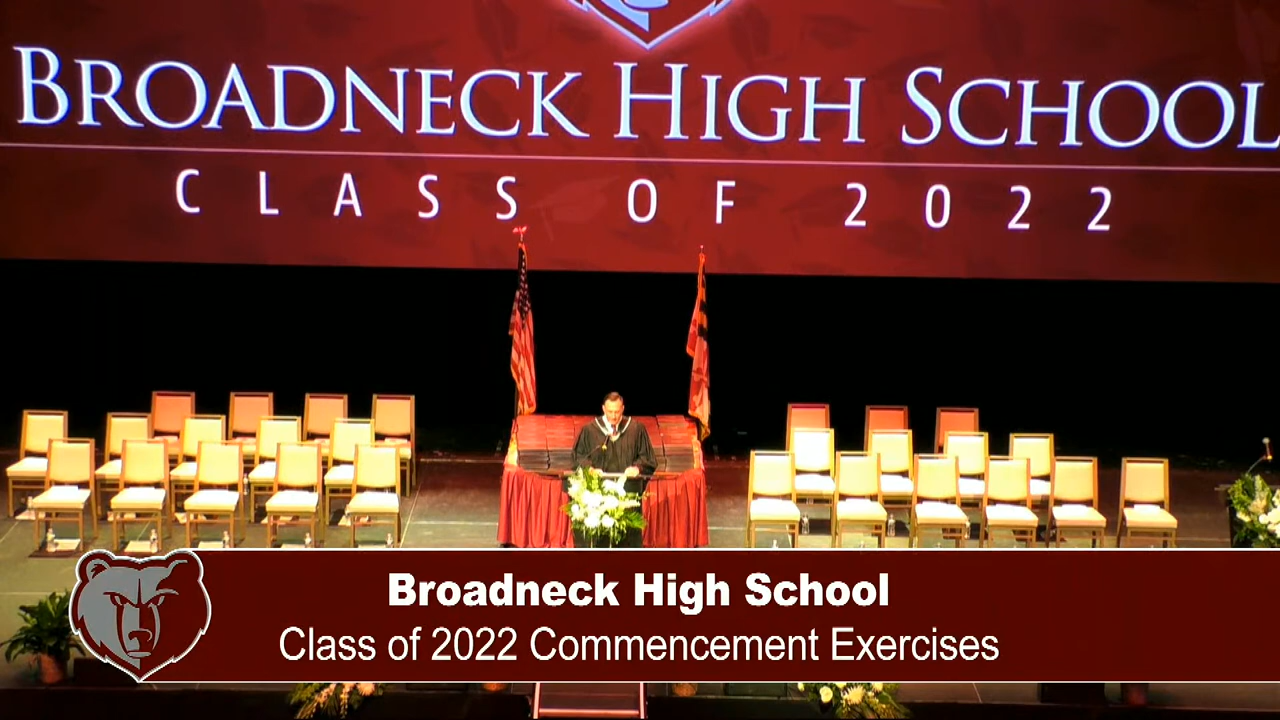 BROADNECK HIGH SCHOOL
CLASS OF 2022
Broadneck High School
Class of 2022 Commencement Exercises